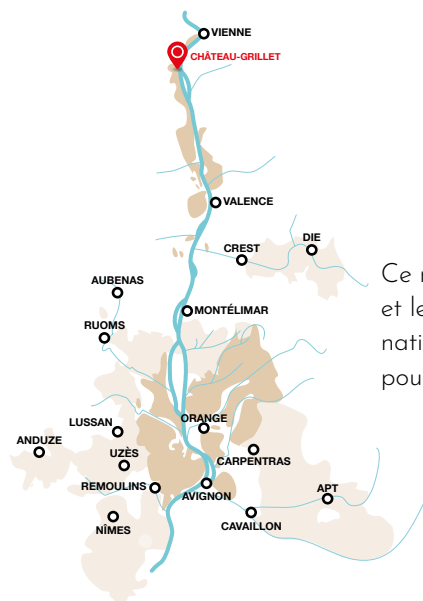 VIENNE
CHÂTEAU-GRILLET
VALENCE
DIE
CREST
AUBENAS
MONTÉLIMAR
RUOMS
ORANGE
LUSSAN
ANDUZE
UZÈS
CARPENTRAS
REMOULINS
AVIGNON
APT
CAVAILLON
NÎMES
Ce
et le
nati
pou